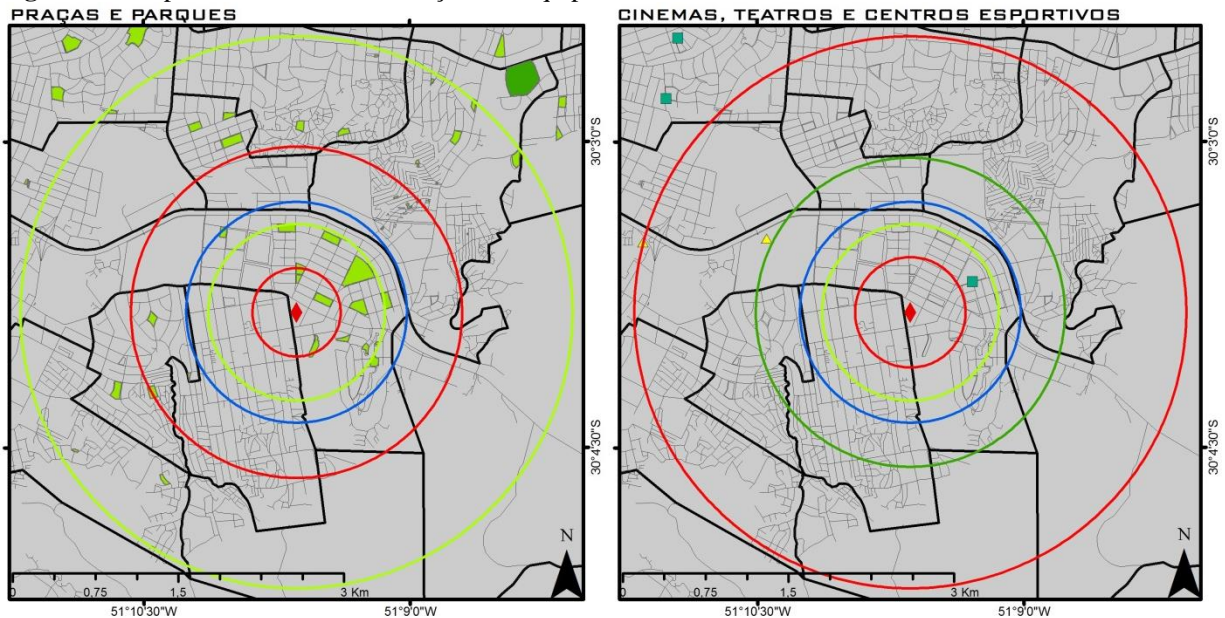 PRAÇAS E PARQUES
CINEMAS, TEATROS E CENTROS ESPORTIVOS
30°3'0"S
30°4'30"S
N
0 0.75 1.5 3 Km
51°10'30"W 51°9'0"W
30°3'0"S
30°4'30"S
N
0 0.75 1.5 3 Km
51°10'30"W 51°9'0"W